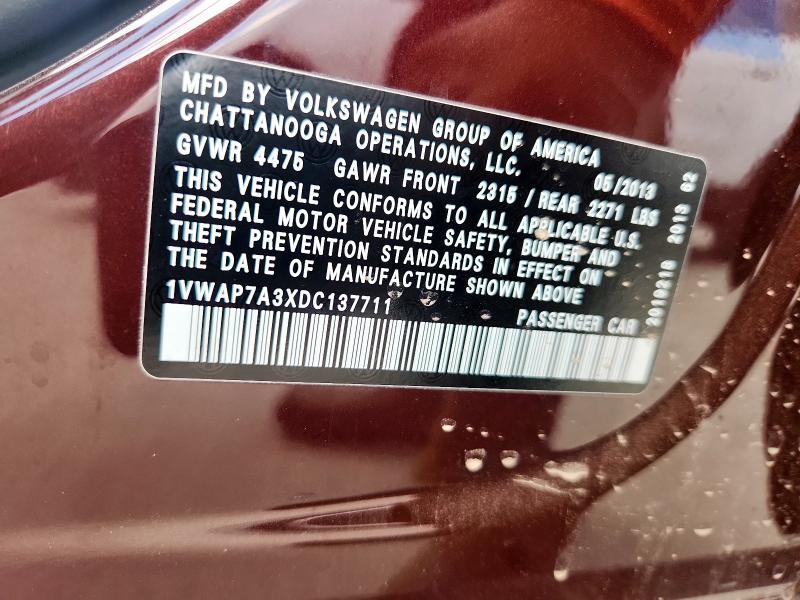 MFD BY VOLKSWAGEN GROUP OF AMERICA
CHATTANOOGA OPERATIONS, LLC.
05/2013
GVWR 4475 GAWR FRONT 2315 / REAR 2271 LBS
THIS VEHICLE CONFORMS TO ALL APPLICABLE U.S.
FEDERAL MOTOR VEHICLE SAFETY, BUMPER AND
THEFT PREVENTION STANDARDS IN EFFECT ON
THE DATE OF MANUFACTURE SHOWN ABOVE
1VWAP7A3XDC137711
PASSENGER CAR
2013 62